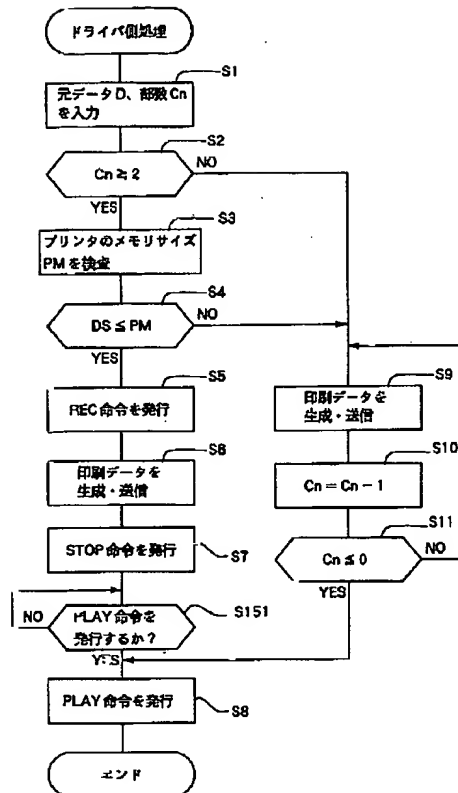 ドライバ側処理
S1
元データD、部数Cn
を入力
S2
Cn ≧ 2
NO
YES
S3
プリンタのメモリサイズ
PMを検査
S4
DS ≦ PM
NO
YES
S5
REC命令を発行
S6
印刷データを
生成・送信
S7
STOP命令を発行
S151
PLAY命令を
発行するか?
NO
YES
S8
PLAY命令を発行
エンド
S9
印刷データを
生成・送信
S10
Cn = Cn − 1
S11
Cn ≦ 0
NO
YES